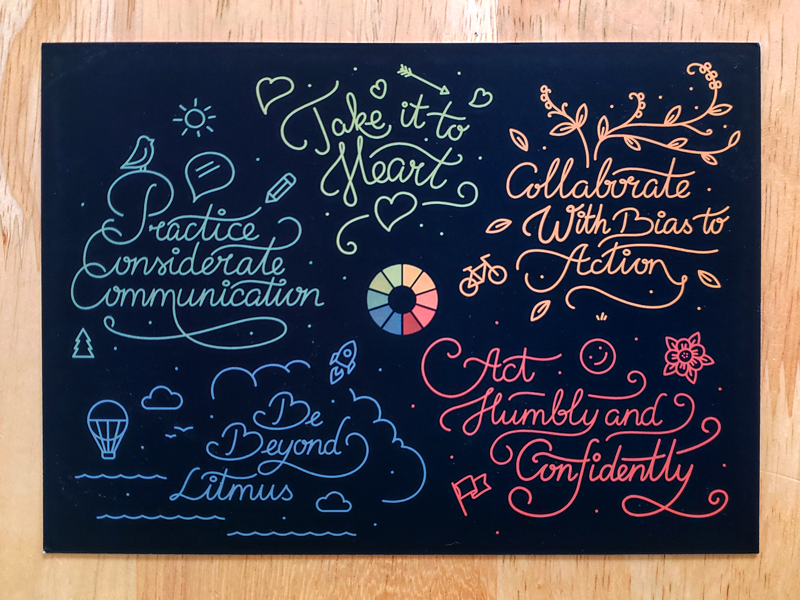 Take it to
Heart
Practice
Considerate
Communication
Collaborate
With Bias to
Action
Be
Beyond
Litmus
Act
Humbly and
Confidently